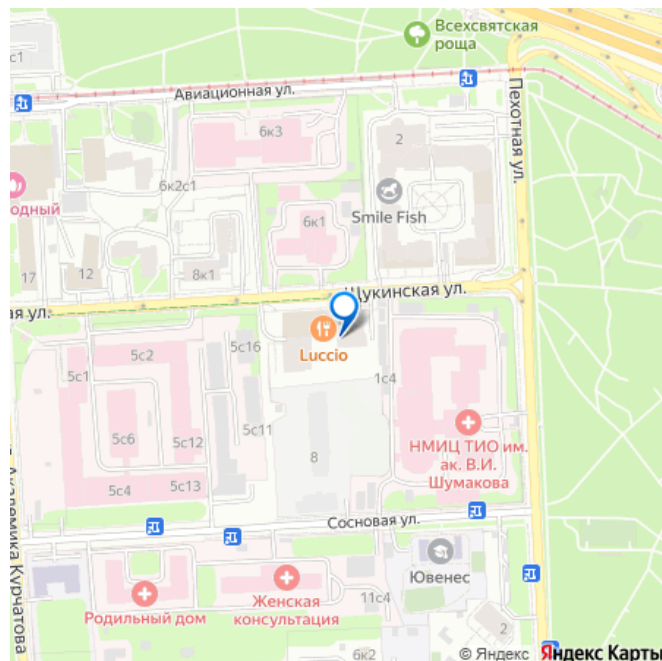 Всехсвятская
роща
Авиационная ул.
Пехотная ул.
6к3
2
6к2с1
одный
Smile Fish
6к1
17
12
8к1
Щукинская ул.
ая ул.
Luccio
5с16
5с2
5с1
1с4
5с6
5с12
5с11
НМИЦ ТИО им.
ак. В.И.
Шумакова
8
5с4
5с13
Академика Курчатова
Сосновая ул.
Ювенес
Родильный дом
Женская
консультация
11с4
2
6к2
© Яндекс Яндекс Карты